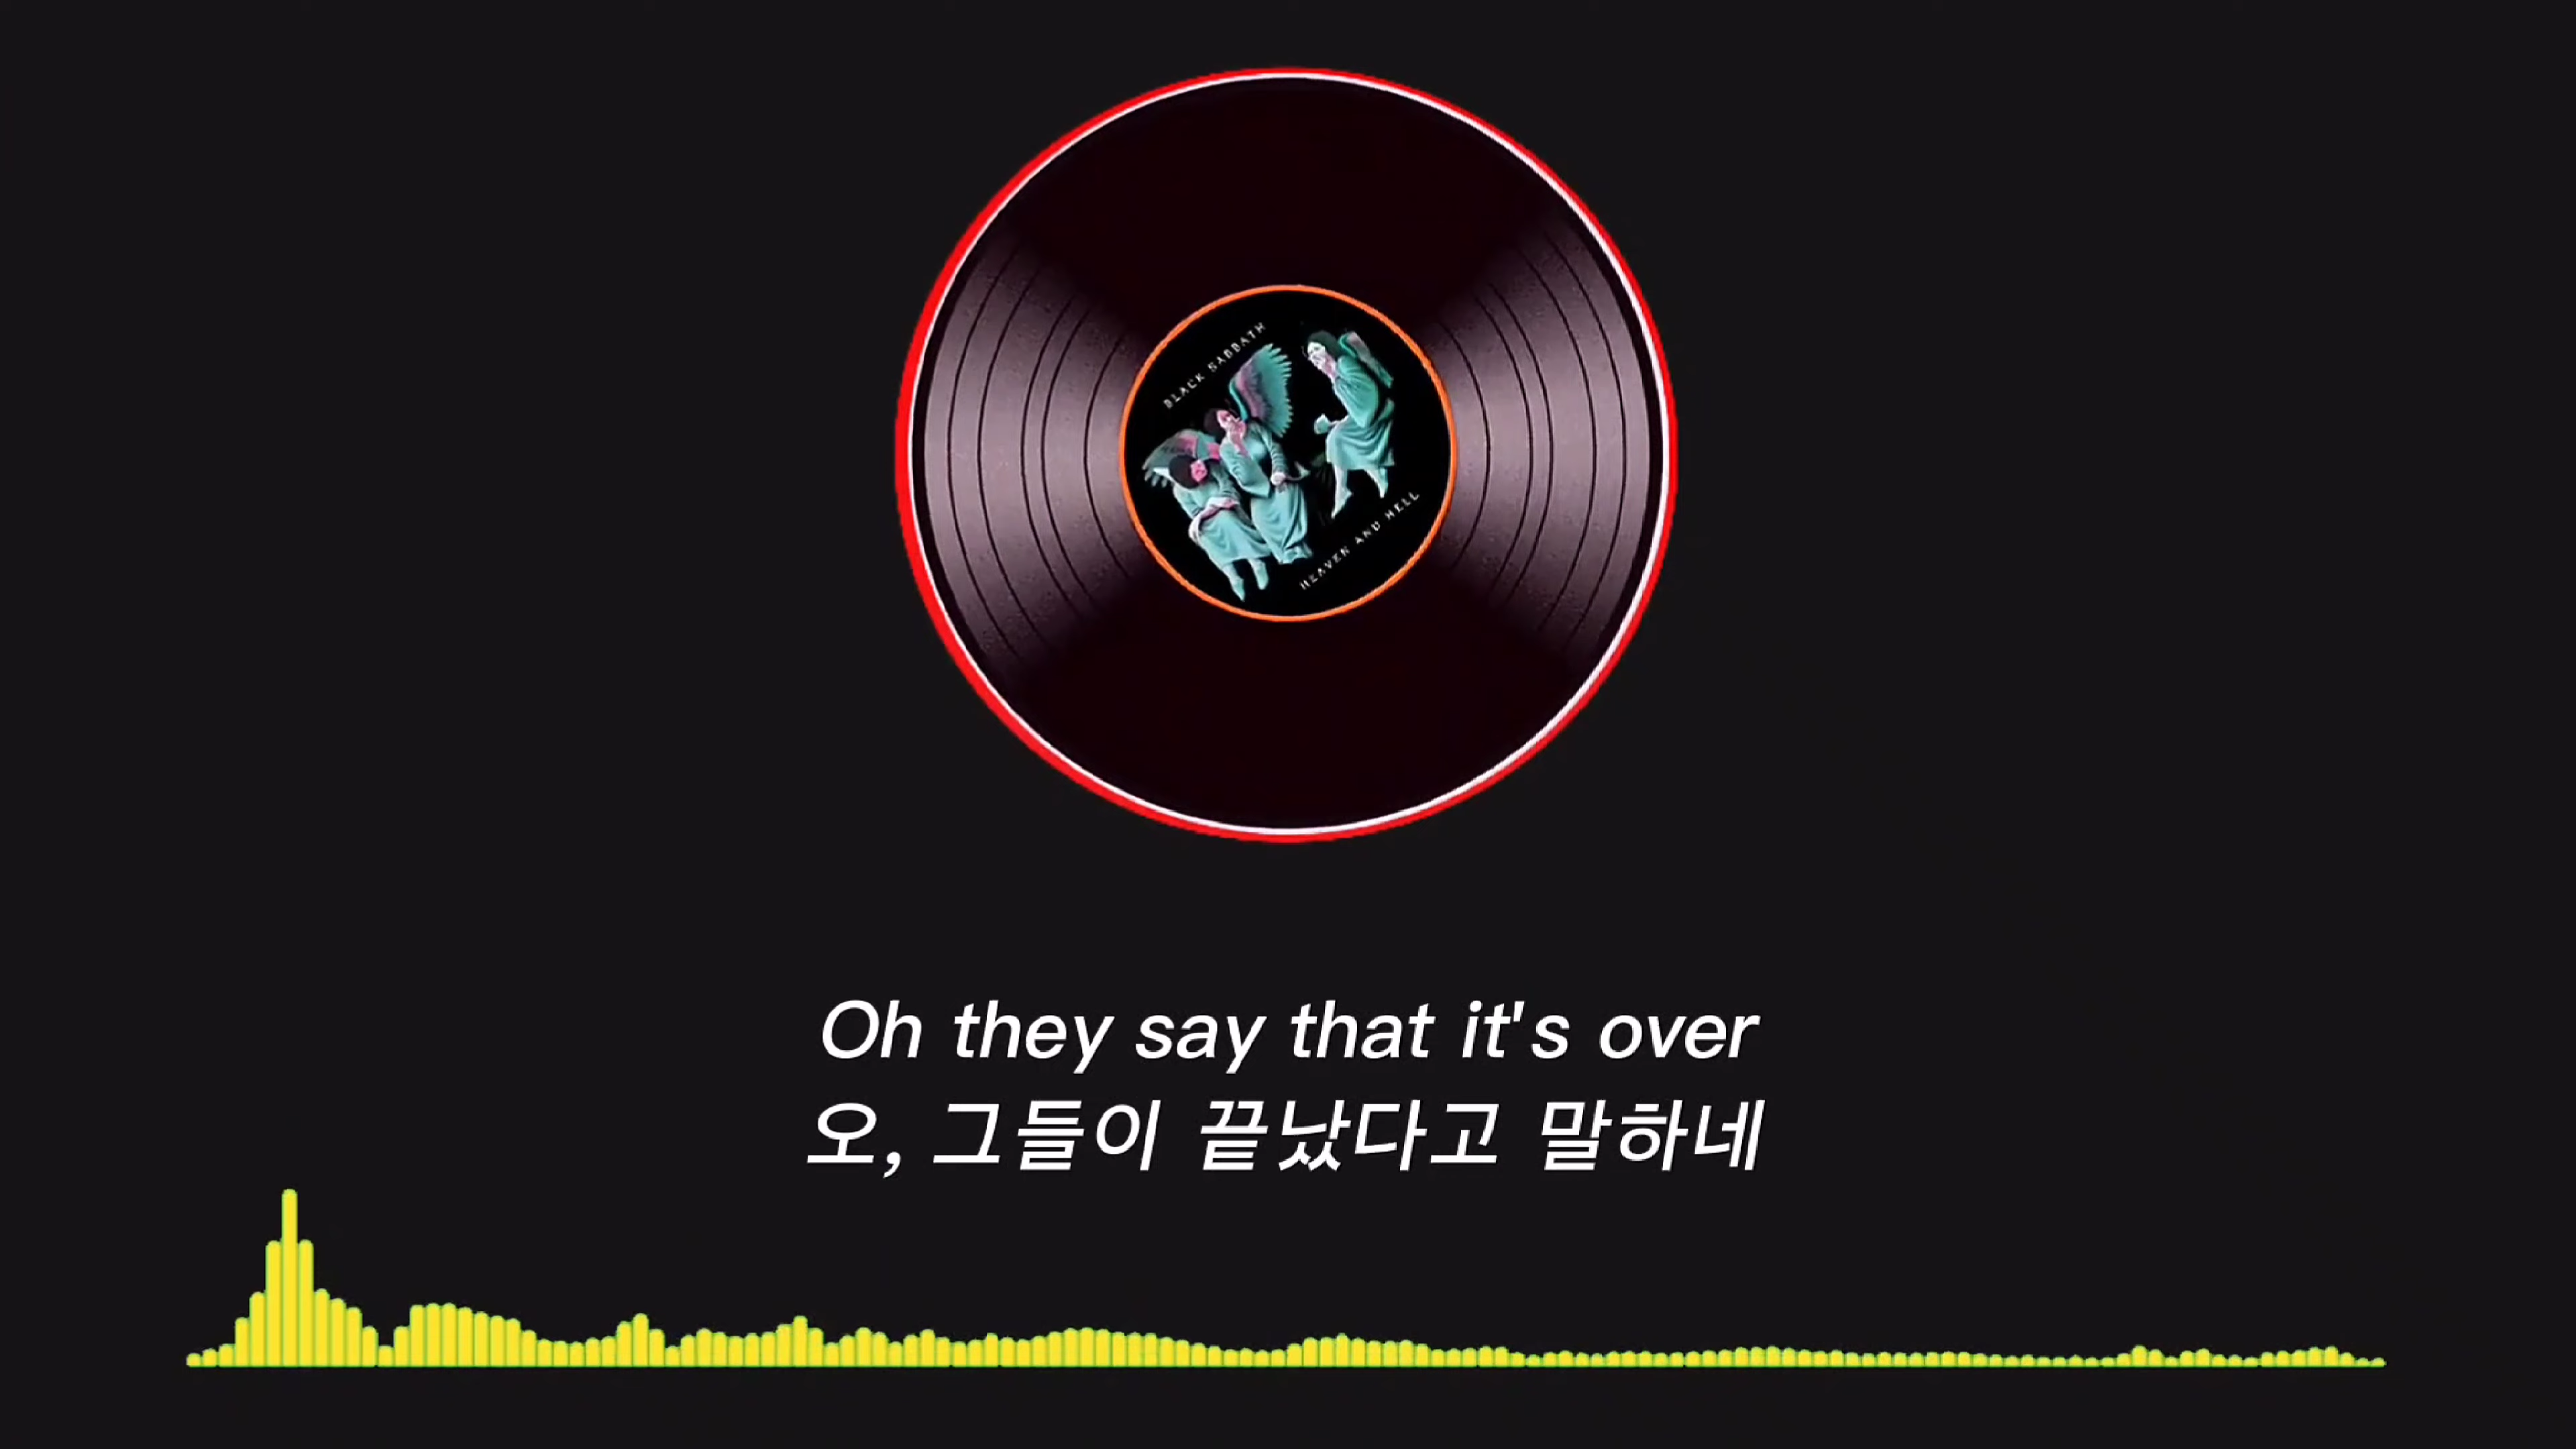 BLACK SABBATH
HEAVEN AND HELL
Oh they say that it's over
오, 그들이 끝났다고 말하네